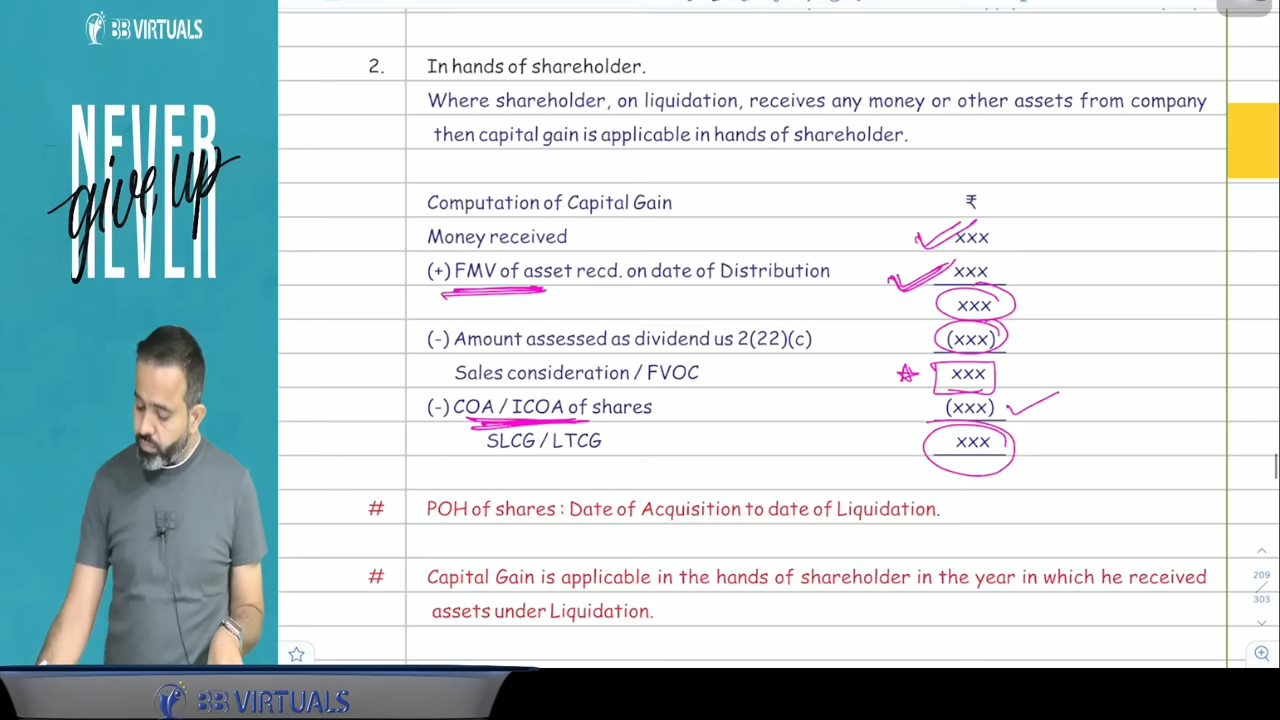 BB VIRTUALS
NEVER
give up
NEVER
2. In hands of shareholder.
Where shareholder, on liquidation, receives any money or other assets from company
then capital gain is applicable in hands of shareholder.
Computation of Capital Gain ₹
Money received xxx
(+) FMV of asset recd. on date of Distribution xxx
xxx
(-) Amount assessed as dividend us 2(22)(c) (xxx)
Sales consideration / FVOC xxx
(-) COA / ICOA of shares (xxx)
SLCG / LTCG xxx
# POH of shares : Date of Acquisition to date of Liquidation.
# Capital Gain is applicable in the hands of shareholder in the year in which he received
assets under Liquidation.
209
303
BB VIRTUALS